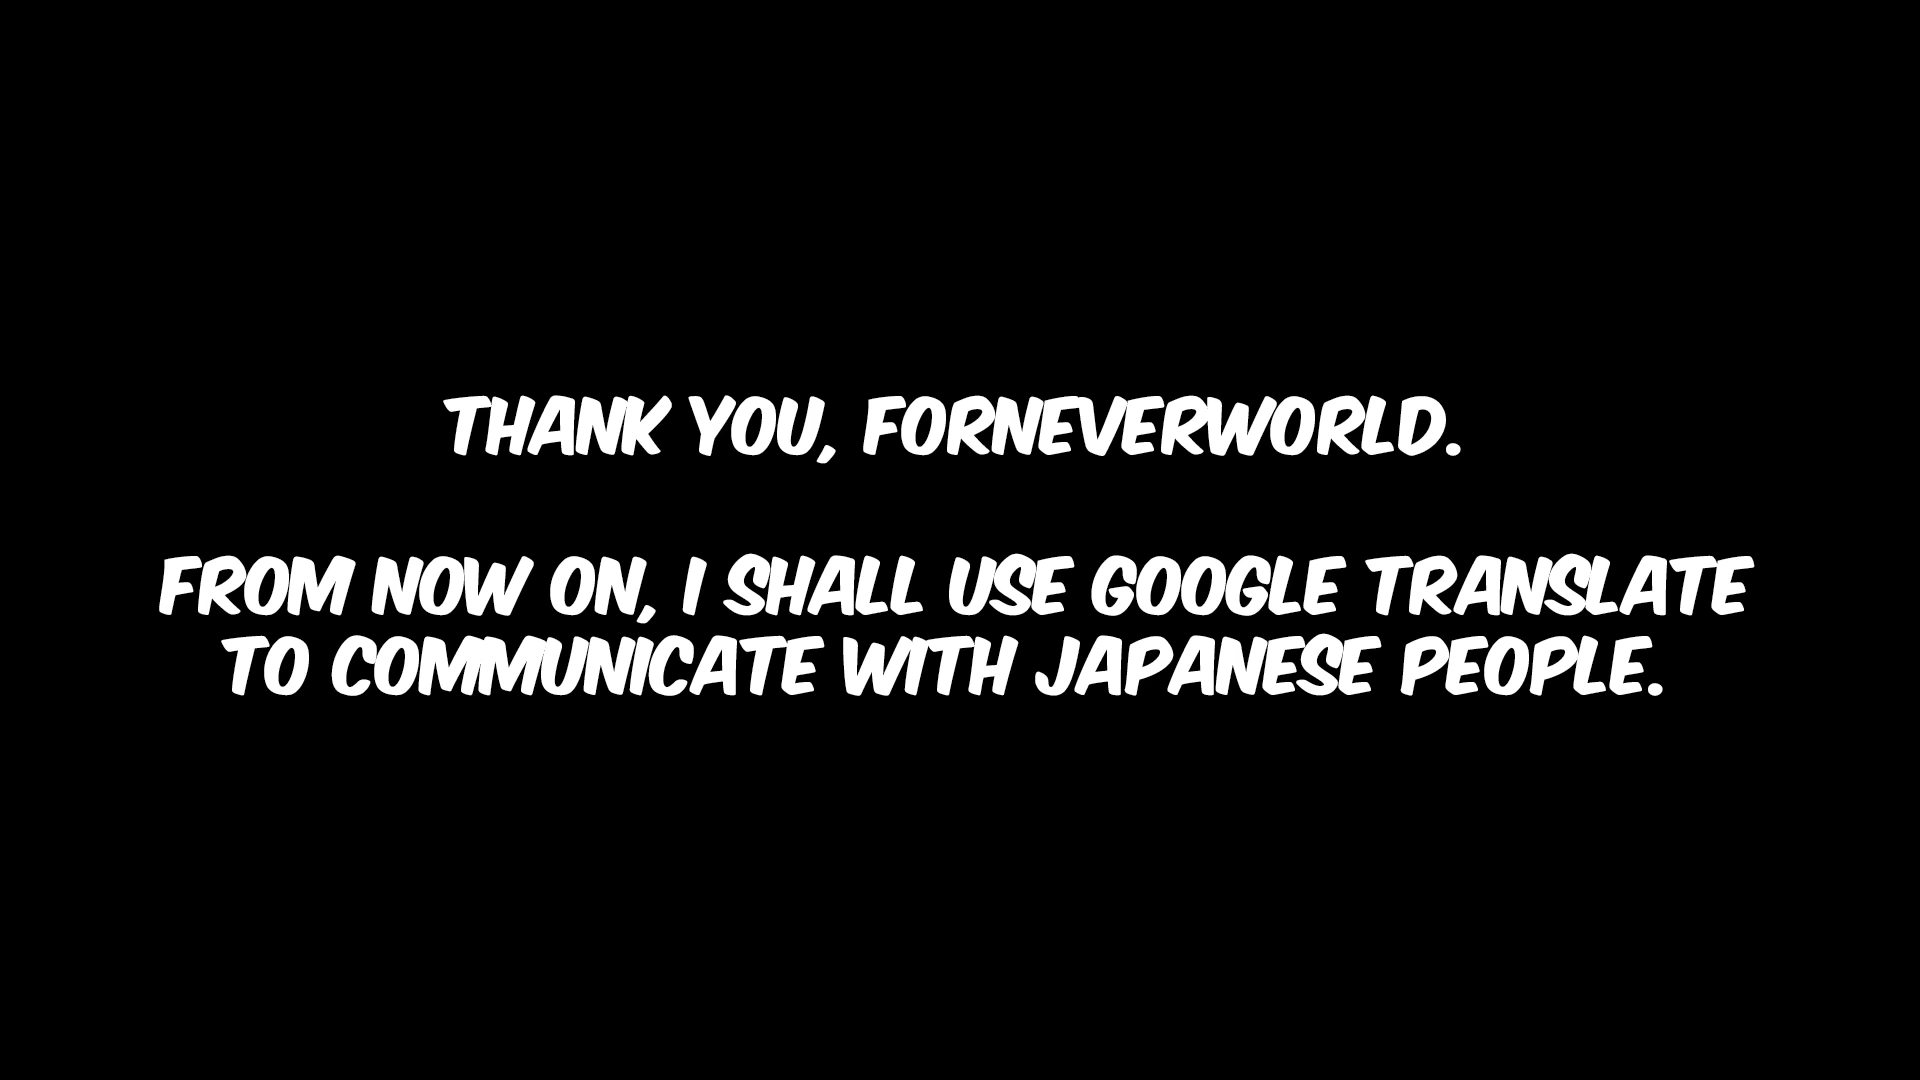 THANK YOU, FORNEVERWORLD.
FROM NOW ON, I SHALL USE GOOGLE TRANSLATE
TO COMMUNICATE WITH JAPANESE PEOPLE.